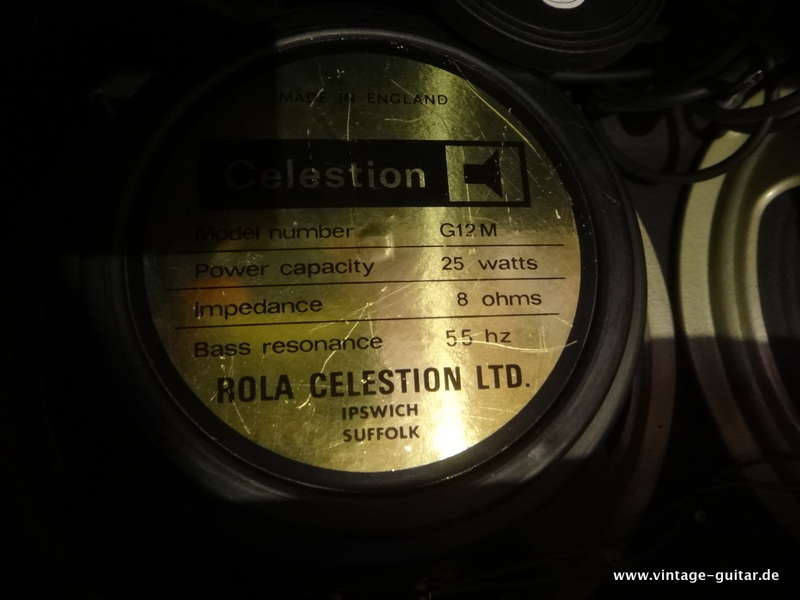 MADE IN ENGLAND
Celestion
Model number G12M
Power capacity 25 watts
Impedance 8 ohms
Bass resonance 55 hz
ROLA CELESTION LTD.
IPSWICH
SUFFOLK
www.vintage-guitar.de